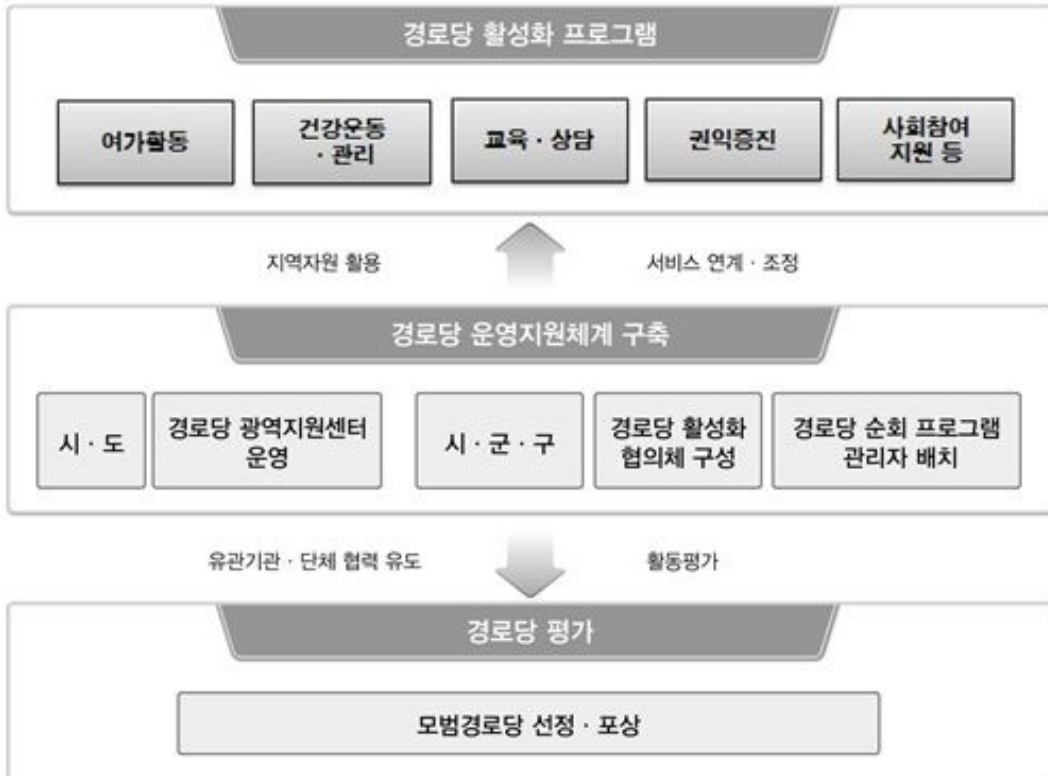 경로당 활성화 프로그램
여가활동
건강운동
· 관리
교육 · 상담
권익증진
사회참여
지원 등
지역자원 활용
서비스 연계 · 조정
경로당 운영지원체계 구축
시 · 도
경로당 광역지원센터
운영
시 · 군 · 구
경로당 활성화
협의체 구성
경로당 순회 프로그램
관리자 배치
유관기관 · 단체 협력 유도
활동평가
경로당 평가
모범경로당 선정 · 포상